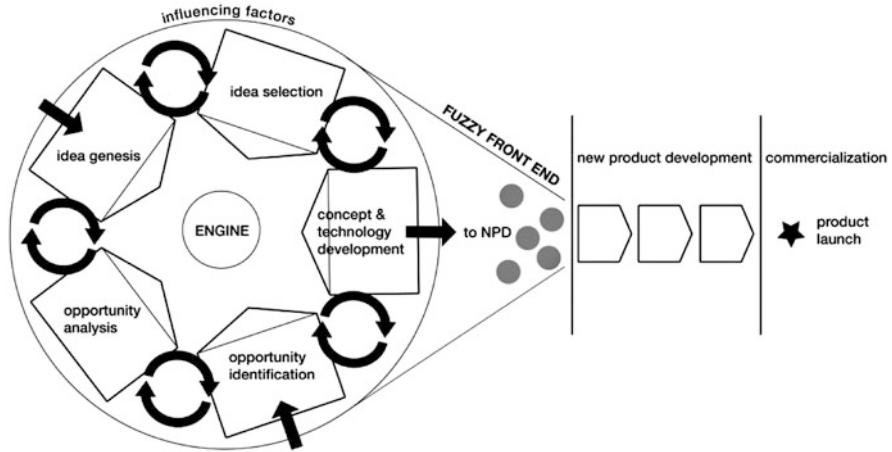 influencing factors
idea selection
idea genesis
ENGINE
concept &
technology
development
to NPD
opportunity
analysis
opportunity
identification
FUZZY FRONT END
new product development
commercialization
product
launch